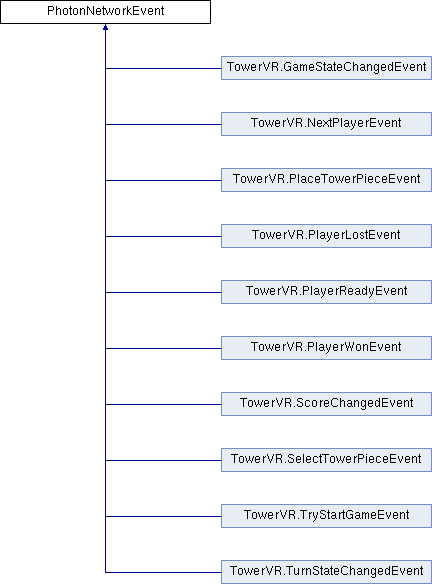 PhotonNetworkEvent
TowerVR.GameStateChangedEvent
TowerVR.NextPlayerEvent
TowerVR.PlaceTowerPieceEvent
TowerVR.PlayerLostEvent
TowerVR.PlayerReadyEvent
TowerVR.PlayerWonEvent
TowerVR.ScoreChangedEvent
TowerVR.SelectTowerPieceEvent
TowerVR.TryStartGameEvent
TowerVR.TurnStateChangedEvent